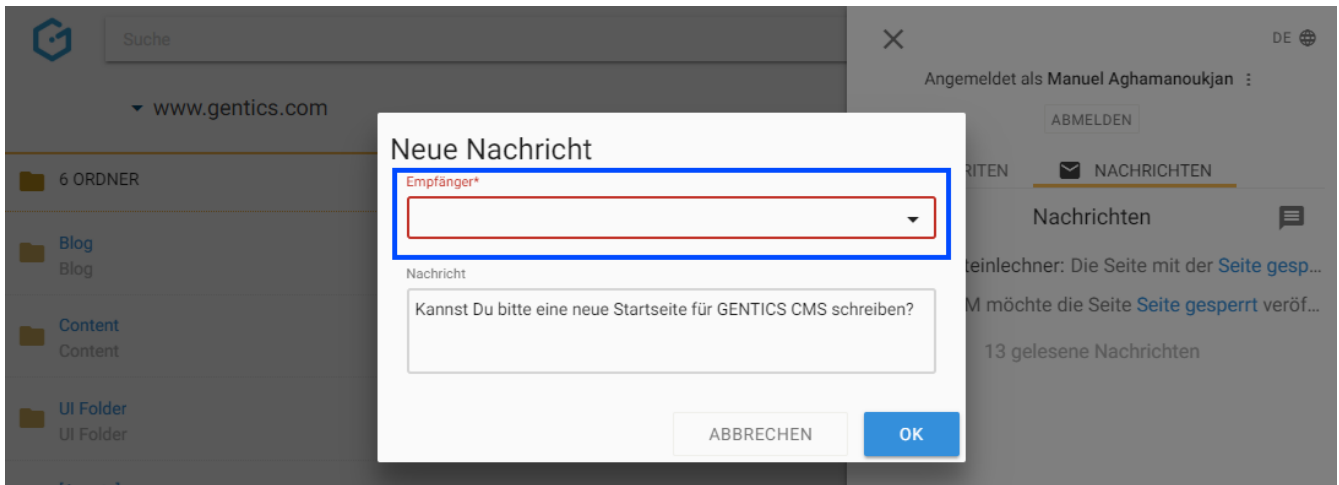 Suche
DE
Angemeldet als Manuel Aghamanoukjan
www.gentics.com
ABMELDEN
Neue Nachricht
RITEN
NACHRICHTEN
6 ORDNER
Empfänger*
Nachrichten
Blog
Blog
teinlechner: Die Seite mit der Seite gesp...
Nachricht
Kannst Du bitte eine neue Startseite für GENTICS CMS schreiben?
M möchte die Seite Seite gesperrt veröf...
Content
Content
13 gelesene Nachrichten
UI Folder
UI Folder
ABBRECHEN
OK